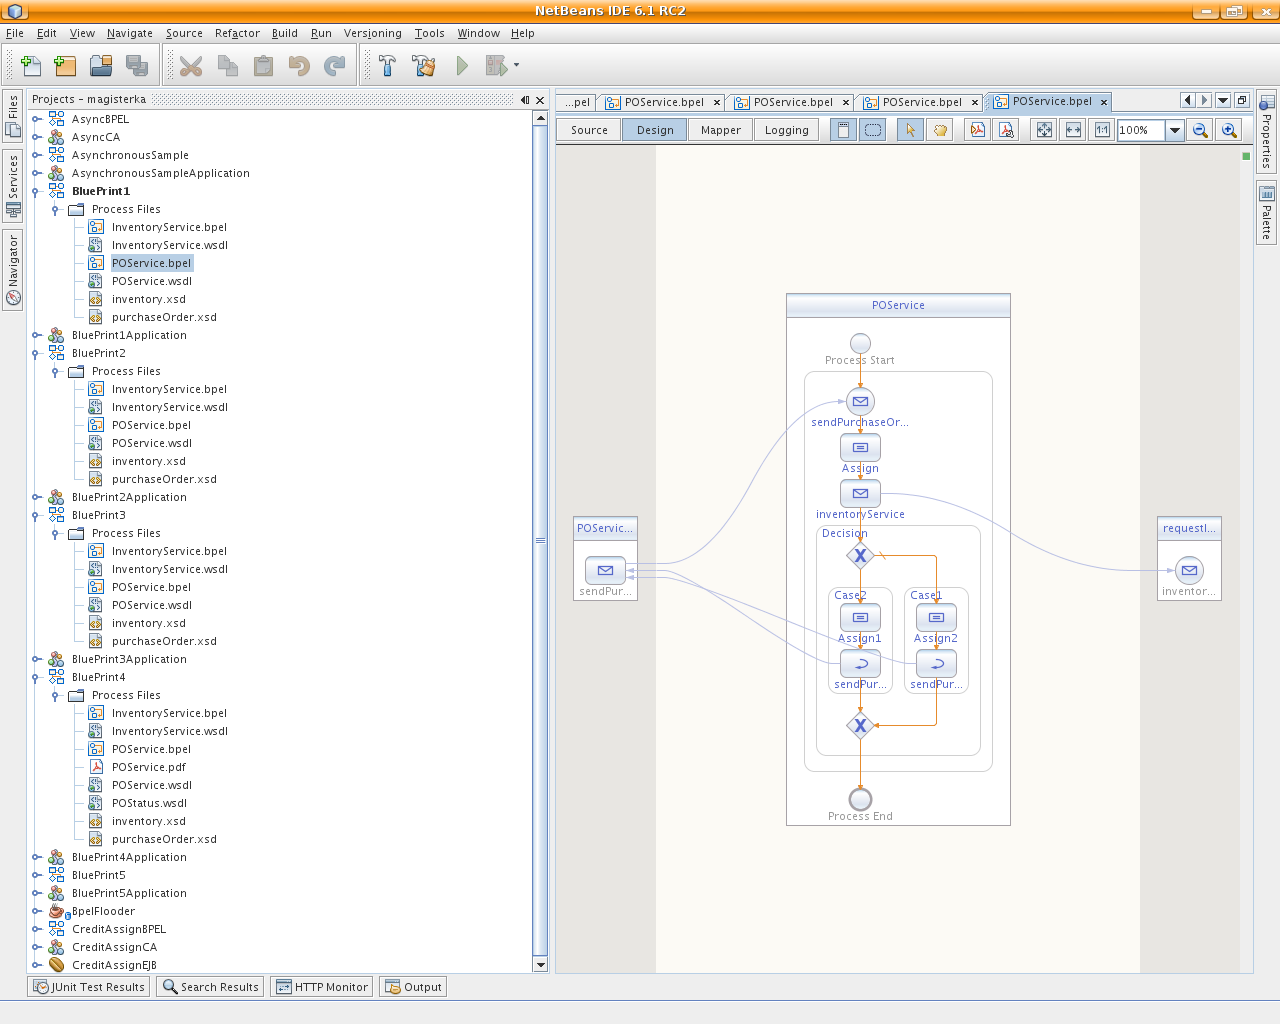 NetBeans IDE 6.1 RC2
File Edit View Navigate Source Refactor Build Run Versioning Tools Window Help
Files
Services
Navigator
Projects – magisterka
AsyncBPEL
AsyncCA
AsynchronousSample
AsynchronousSampleApplication
BluePrint1
Process Files
InventoryService.bpel
InventoryService.wsdl
POService.bpel
POService.wsdl
inventory.xsd
purchaseOrder.xsd
BluePrint1Application
BluePrint2
Process Files
InventoryService.bpel
InventoryService.wsdl
POService.bpel
POService.wsdl
inventory.xsd
purchaseOrder.xsd
BluePrint2Application
BluePrint3
Process Files
InventoryService.bpel
InventoryService.wsdl
POService.bpel
POService.wsdl
inventory.xsd
purchaseOrder.xsd
BluePrint3Application
BluePrint4
Process Files
InventoryService.bpel
InventoryService.wsdl
POService.bpel
POService.pdf
POService.wsdl
POStatus.wsdl
inventory.xsd
purchaseOrder.xsd
BluePrint4Application
BluePrint5
BluePrint5Application
BpelFlooder
CreditAssignBPEL
CreditAssignCA
CreditAssignEJB
...pel POService.bpel POService.bpel POService.bpel POService.bpel
Source Design Mapper Logging 1:1 100%
POService
Process Start
sendPurchaseOr...
Assign
inventoryService
Decision
X
Case2 Case1
Assign1 Assign2
sendPur... sendPur...
X
Process End
POServic...
sendPur...
requestI...
inventor...
Properties
Palette
JUnit Test Results Search Results HTTP Monitor Output